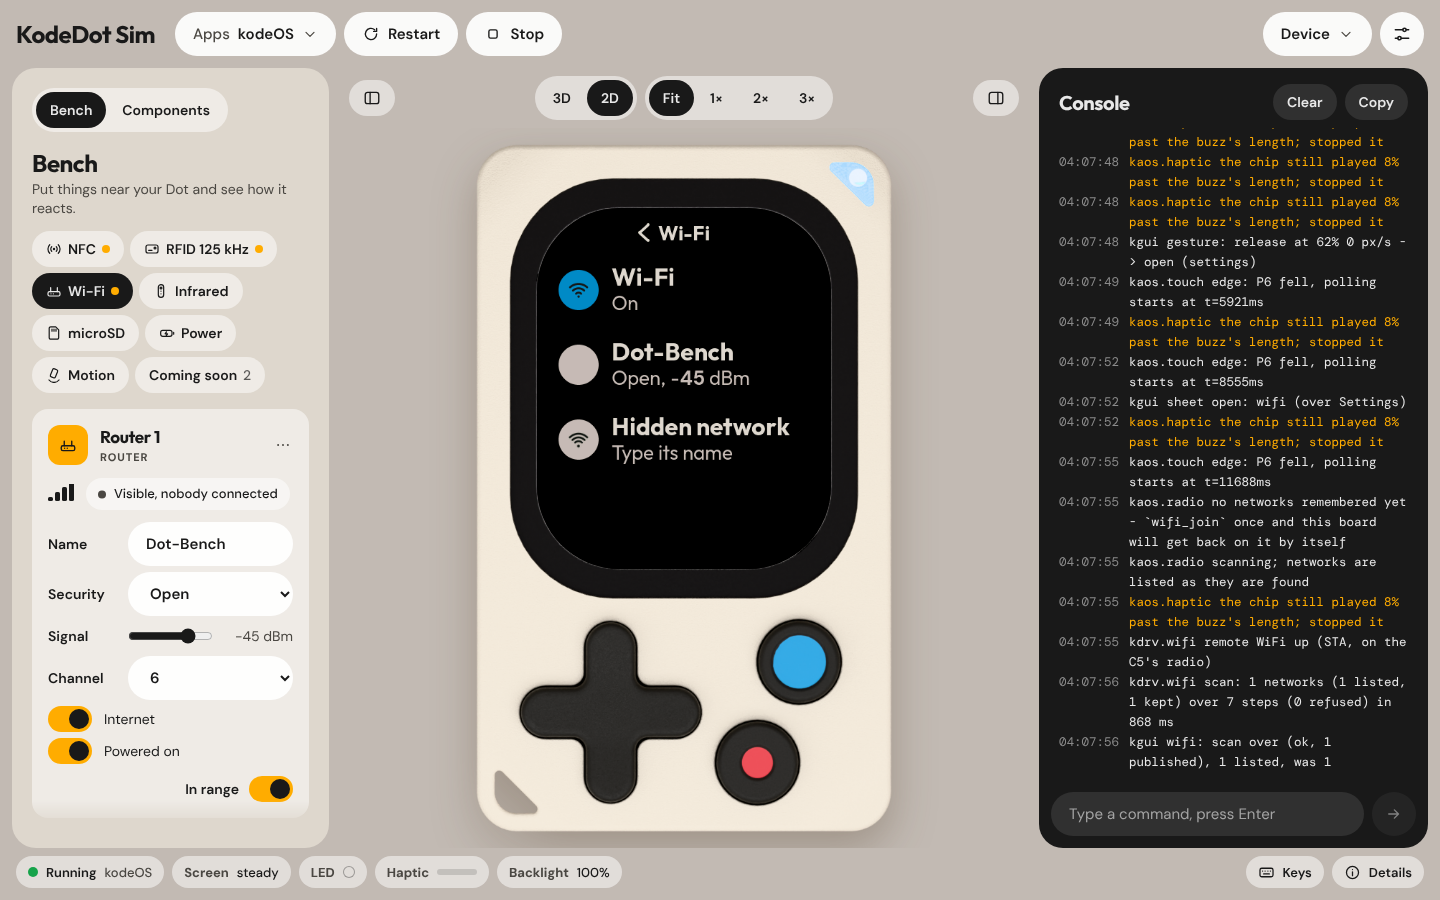 KodeDot Sim
Apps kodeOS
Restart
Stop
Device
Bench
Components
Bench
Put things near your Dot and see how it
reacts.
NFC
RFID 125 kHz
Wi-Fi
Infrared
microSD
Power
Motion
Coming soon 2
Router 1
ROUTER
...
Visible, nobody connected
Name
Dot-Bench
Security
Open
Signal
-45 dBm
Channel
6
Internet
Powered on
In range
3D
2D
Fit
1×
2×
3×
Wi-Fi
Wi-Fi
On
Dot-Bench
Open, -45 dBm
Hidden network
Type its name
Console
Clear
Copy
past the buzz's length; stopped it
04:07:48 kaos.haptic the chip still played 8%
past the buzz's length; stopped it
04:07:48 kaos.haptic the chip still played 8%
past the buzz's length; stopped it
04:07:48 kgui gesture: release at 62% 0 px/s -
> open (settings)
04:07:49 kaos.touch edge: P6 fell, polling
starts at t=5921ms
04:07:49 kaos.haptic the chip still played 8%
past the buzz's length; stopped it
04:07:52 kaos.touch edge: P6 fell, polling
starts at t=8555ms
04:07:52 kgui sheet open: wifi (over Settings)
04:07:52 kaos.haptic the chip still played 8%
past the buzz's length; stopped it
04:07:55 kaos.touch edge: P6 fell, polling
starts at t=11688ms
04:07:55 kaos.radio no networks remembered yet
- `wifi_join` once and this board
will get back on it by itself
04:07:55 kaos.radio scanning; networks are
listed as they are found
04:07:55 kaos.haptic the chip still played 8%
past the buzz's length; stopped it
04:07:55 kdrv.wifi remote WiFi up (STA, on the
C5's radio)
04:07:56 kdrv.wifi scan: 1 networks (1 listed,
1 kept) over 7 steps (0 refused) in
868 ms
04:07:56 kgui wifi: scan over (ok, 1
published), 1 listed, was 1
Type a command, press Enter
Running kodeOS
Screen steady
LED
Haptic
Backlight 100%
Keys
Details